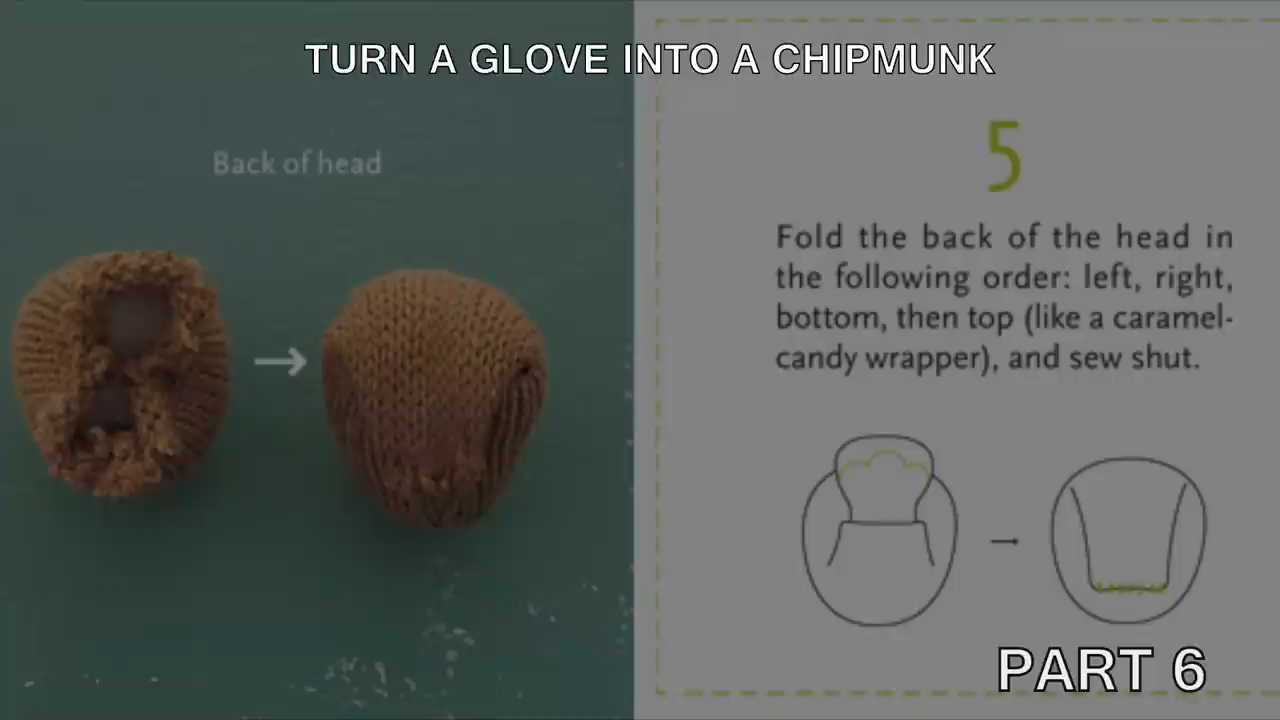 TURN A GLOVE INTO A CHIPMUNK
Back of head
5
Fold the back of the head in
the following order: left, right,
bottom, then top (like a caramel-
candy wrapper), and sew shut.
PART 6